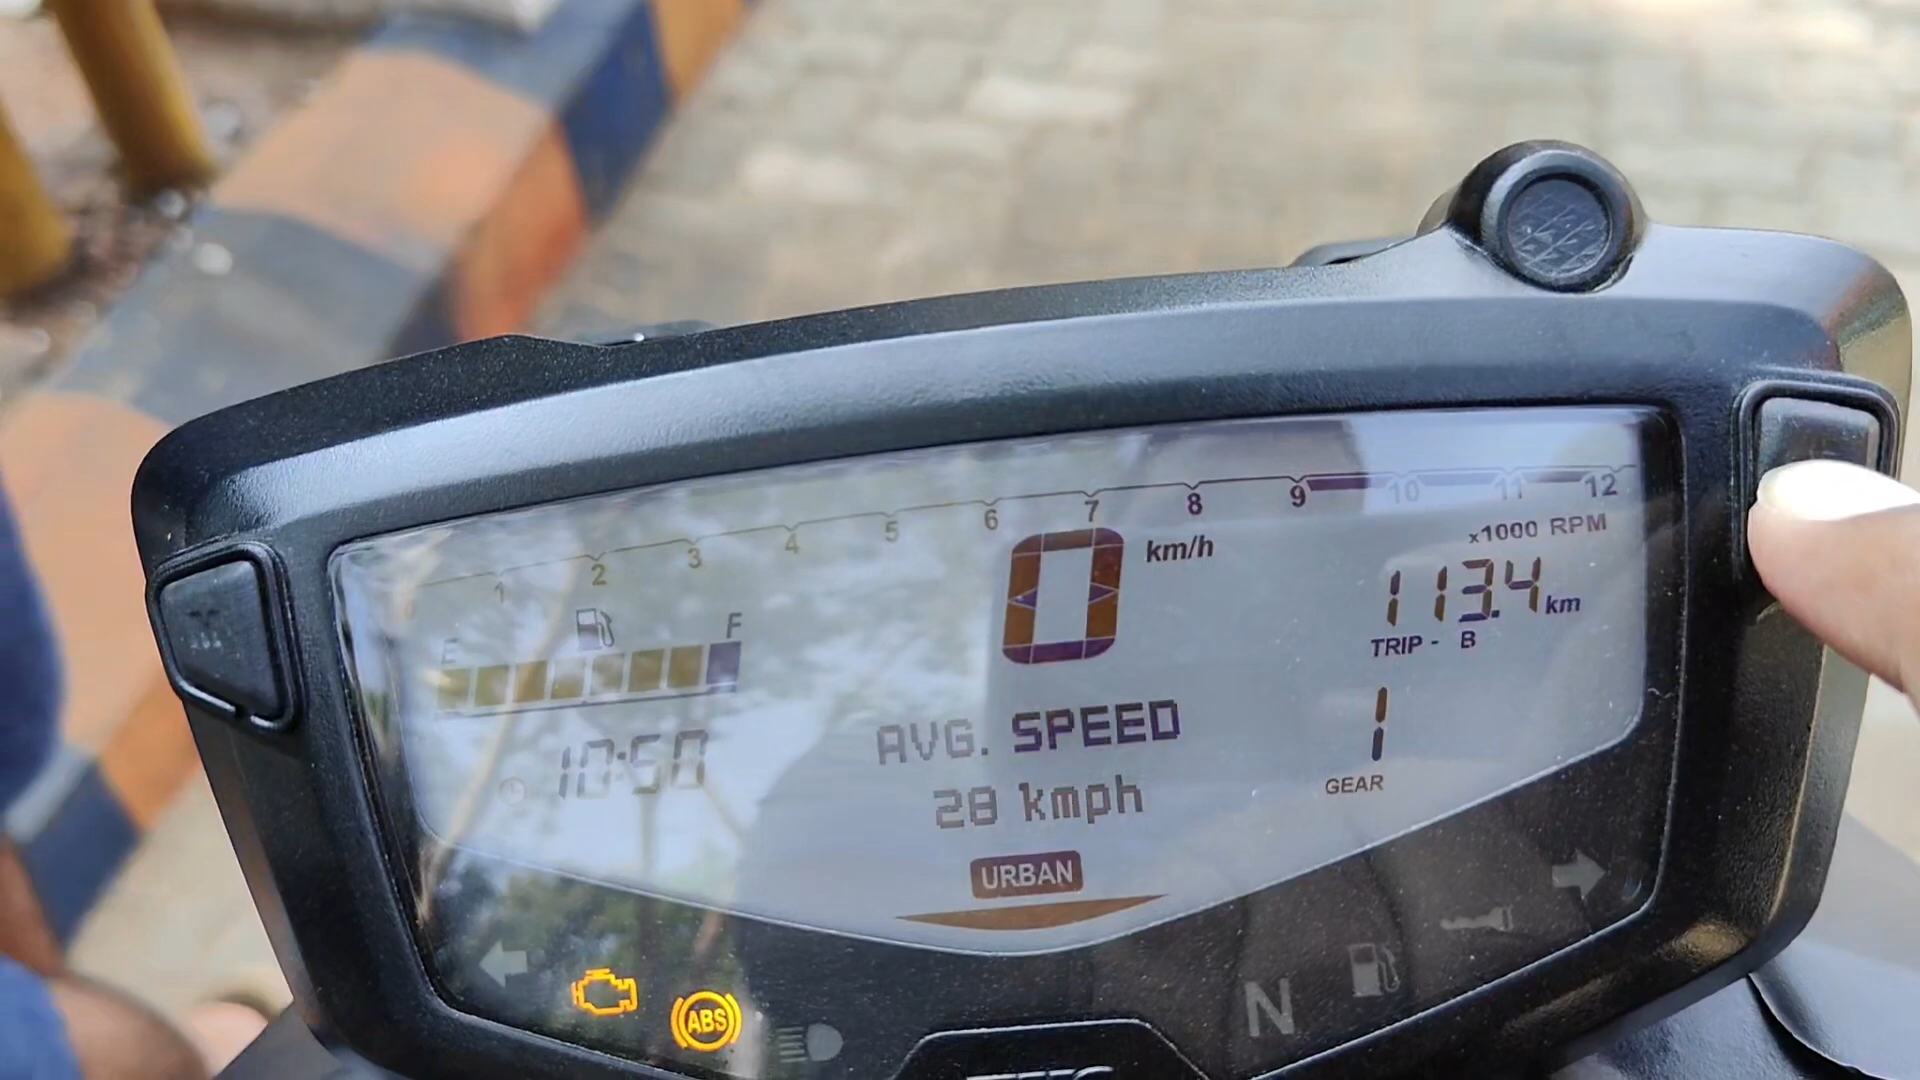 1 2 3 4 5 6 7 8 9 10 11 12
x1000 RPM
0 km/h
113.4 km
TRIP - B
E F
10:50
AVG. SPEED
28 kmph
1
GEAR
URBAN
ABS
N